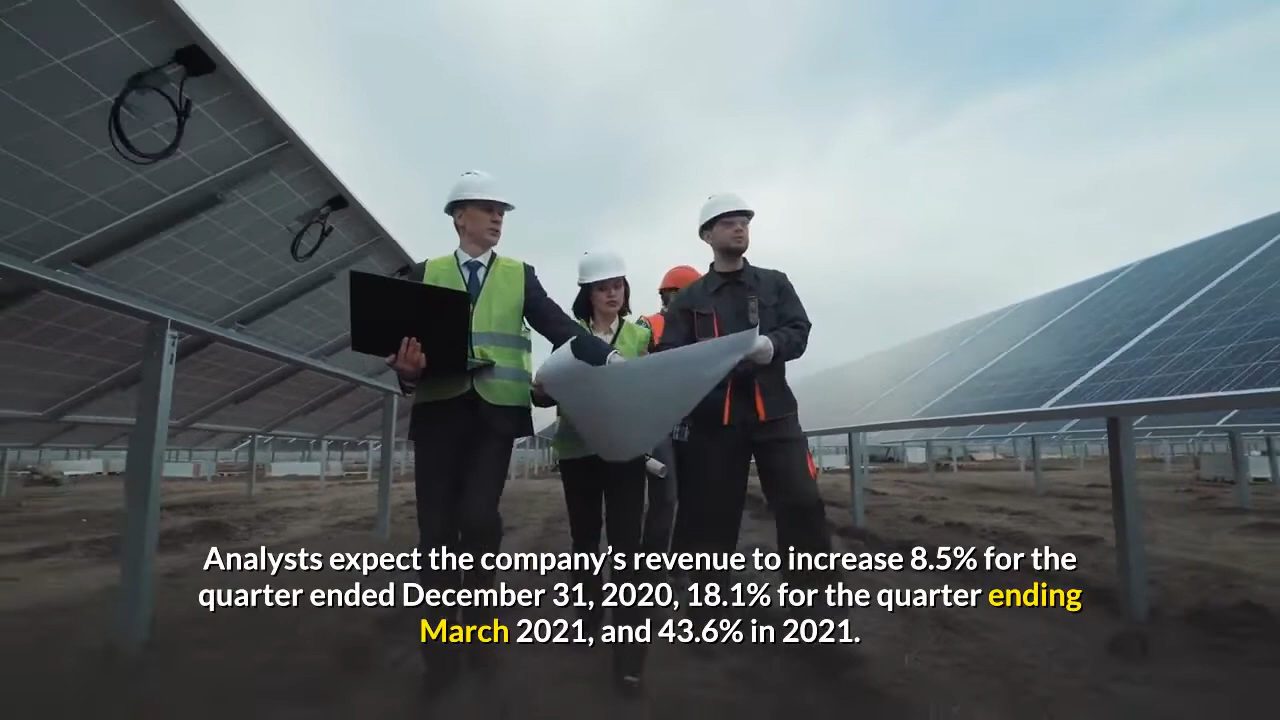 Analysts expect the company’s revenue to increase 8.5% for the
quarter ended December 31, 2020, 18.1% for the quarter ending
March 2021, and 43.6% in 2021.